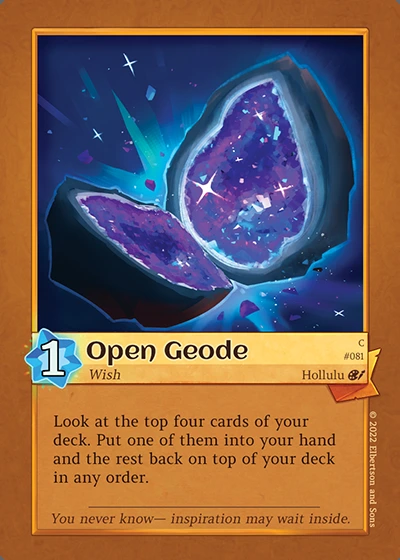 1
Open Geode
C
#081
Wish
Hollulu
Look at the top four cards of your
deck. Put one of them into your hand
and the rest back on top of your deck
in any order.
You never know— inspiration may wait inside.
© 2022 Elbertson and Sons